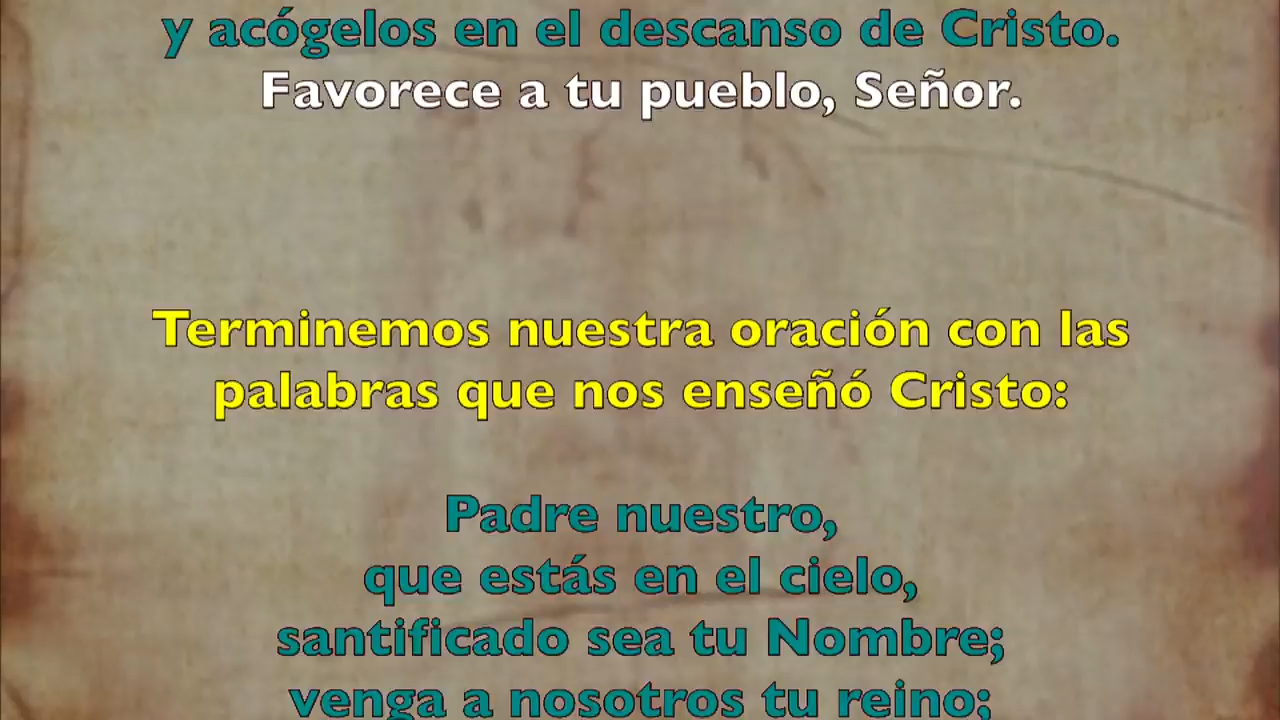 y acógelos en el descanso de Cristo.
Favorece a tu pueblo, Señor.
Terminemos nuestra oración con las
palabras que nos enseñó Cristo:
Padre nuestro,
que estás en el cielo,
santificado sea tu Nombre;
venga a nosotros tu reino;